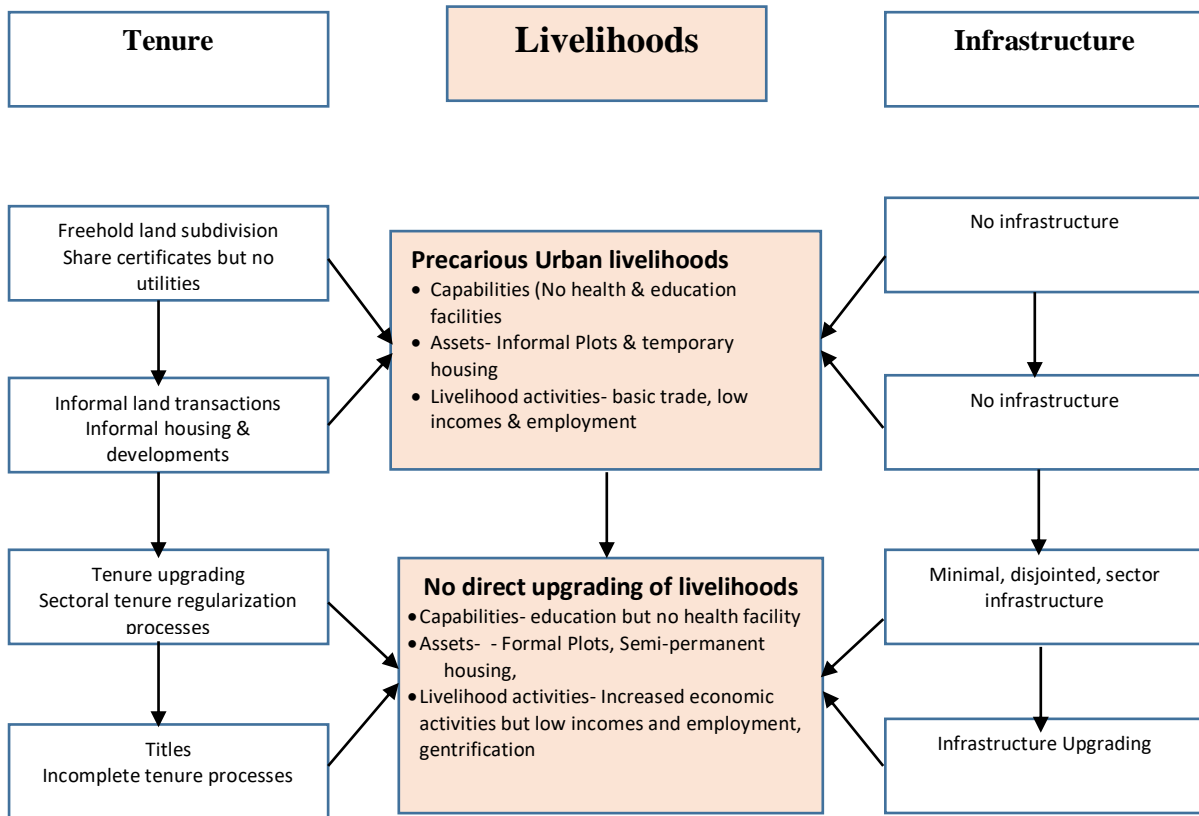 Tenure
Livelihoods
Infrastructure
Freehold land subdivision
Share certificates but no
utilities
Informal land transactions
Informal housing &
developments
Tenure upgrading
Sectoral tenure regularization
processes
Titles
Incomplete tenure processes
Precarious Urban livelihoods
• Capabilities (No health & education
facilities
• Assets- Informal Plots & temporary
housing
• Livelihood activities- basic trade, low
incomes & employment
No direct upgrading of livelihoods
• Capabilities- education but no health facility
• Assets- - Formal Plots, Semi-permanent
housing,
• Livelihood activities- Increased economic
activities but low incomes and employment,
gentrification
No infrastructure
No infrastructure
Minimal, disjointed, sector
infrastructure
Infrastructure Upgrading